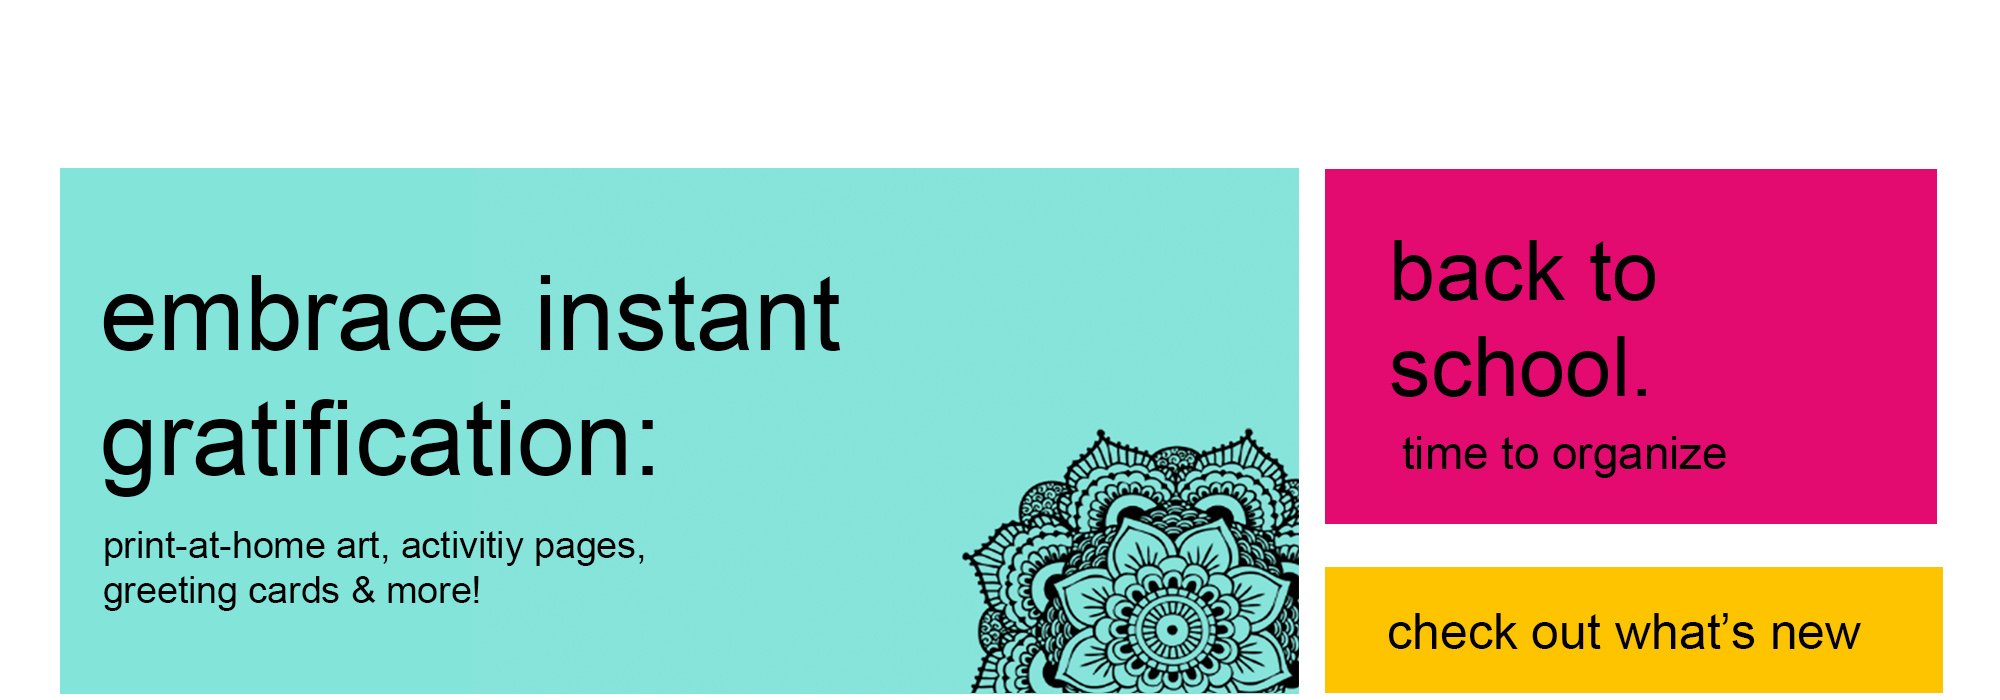 embrace instant
gratification:
print-at-home art, activitiy pages,
greeting cards & more!
back to
school.
time to organize
check out what’s new